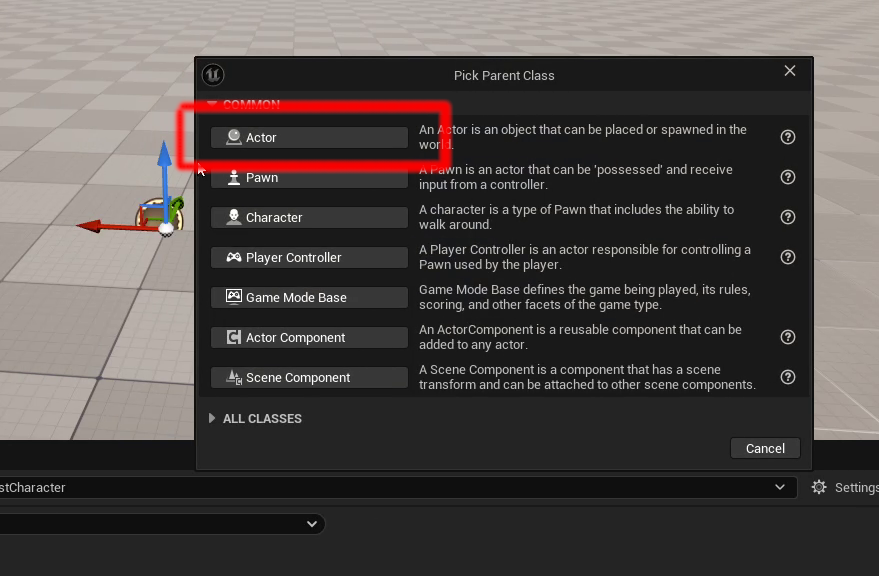 Pick Parent Class
COMMON
Actor
An Actor is an object that can be placed or spawned in the
world.
Pawn
A Pawn is an actor that can be 'possessed' and receive
input from a controller.
Character
A character is a type of Pawn that includes the ability to
walk around.
Player Controller
A Player Controller is an actor responsible for controlling a
Pawn used by the player.
Game Mode Base
Game Mode Base defines the game being played, its rules,
scoring, and other facets of the game type.
Actor Component
An ActorComponent is a reusable component that can be
added to any actor.
Scene Component
A Scene Component is a component that has a scene
transform and can be attached to other scene components.
ALL CLASSES
Cancel
stCharacter
Settings